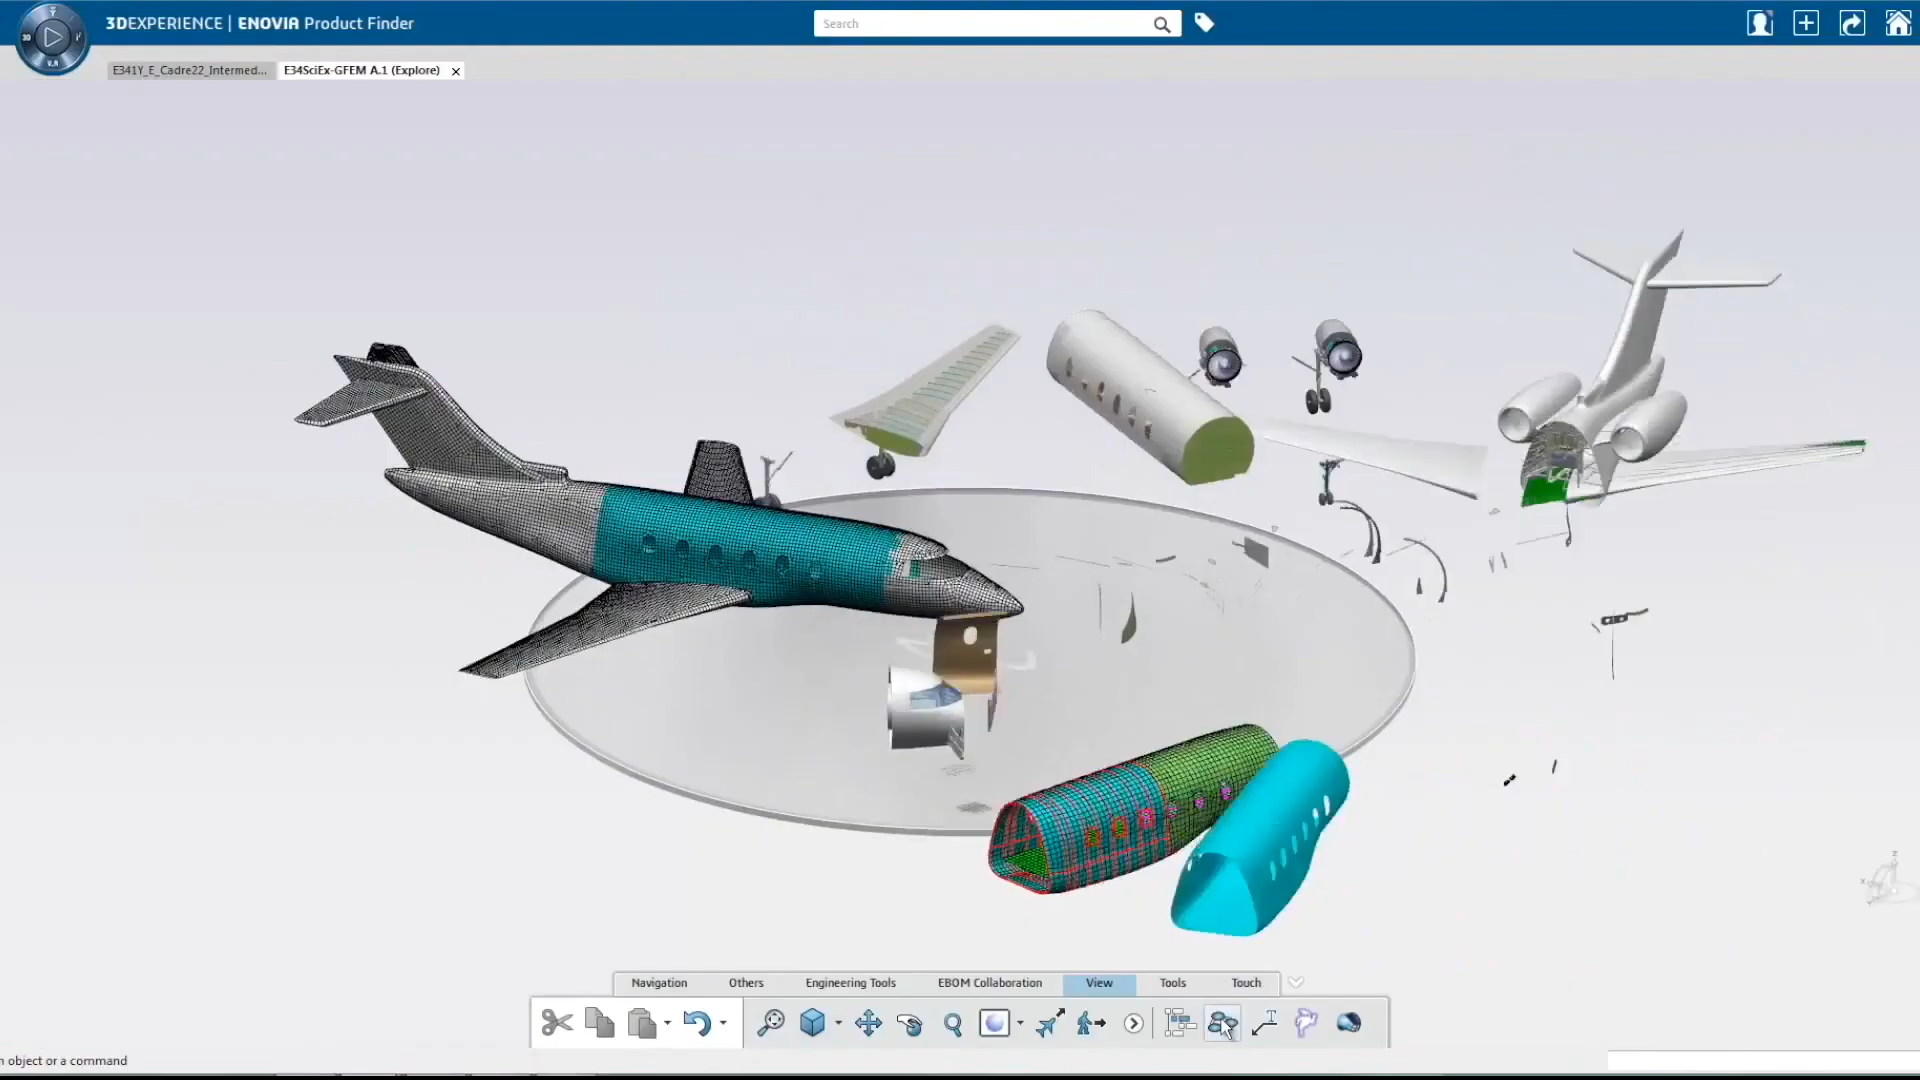 3DEXPERIENCE | ENOVIA Product Finder
Search
3D
V.R
E341Y_E_Cadre22_Intermed...
E34SciEx-GFEM A.1 (Explore)
Navigation
Others
Engineering Tools
EBOM Collaboration
View
Tools
Touch
n object or a command